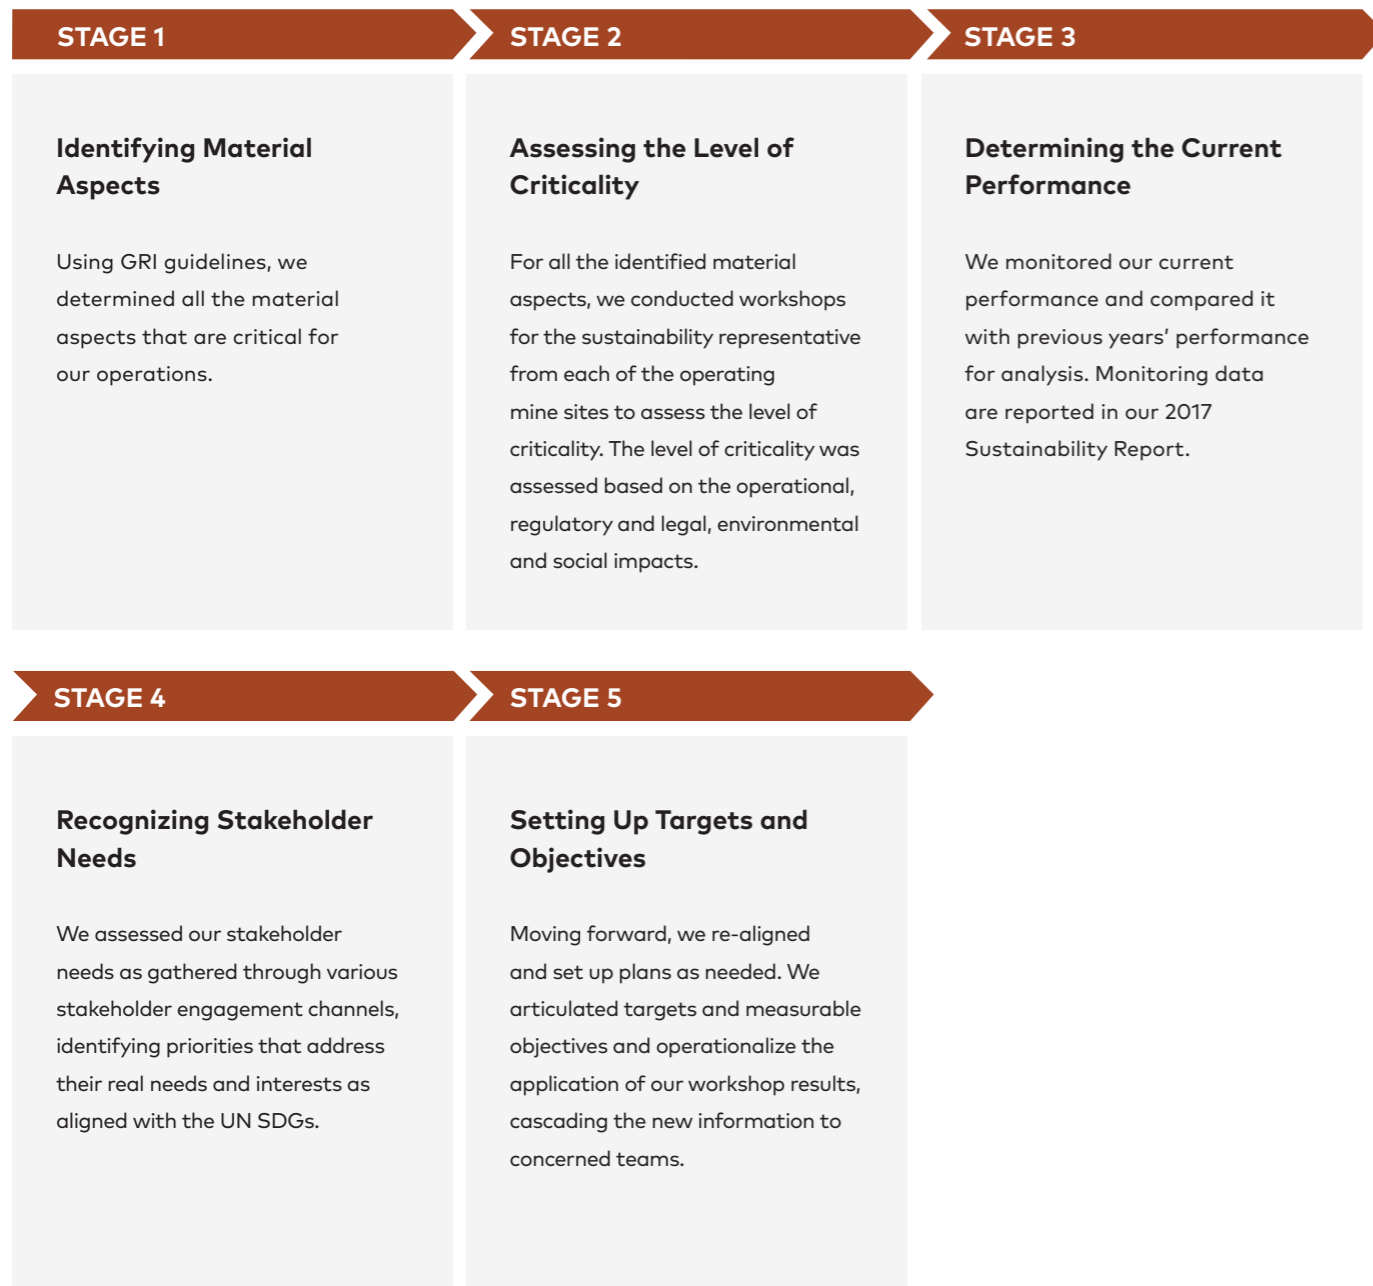 STAGE 1
Identifying Material
Aspects
Using GRI guidelines, we
determined all the material
aspects that are critical for
our operations.
STAGE 2
Assessing the Level of
Criticality
For all the identified material
aspects, we conducted workshops
for the sustainability representative
from each of the operating
mine sites to assess the level of
criticality. The level of criticality was
assessed based on the operational,
regulatory and legal, environmental
and social impacts.
STAGE 3
Determining the Current
Performance
We monitored our current
performance and compared it
with previous years’ performance
for analysis. Monitoring data
are reported in our 2017
Sustainability Report.
STAGE 4
Recognizing Stakeholder
Needs
We assessed our stakeholder
needs as gathered through various
stakeholder engagement channels,
identifying priorities that address
their real needs and interests as
aligned with the UN SDGs.
STAGE 5
Setting Up Targets and
Objectives
Moving forward, we re-aligned
and set up plans as needed. We
articulated targets and measurable
objectives and operationalize the
application of our workshop results,
cascading the new information to
concerned teams.